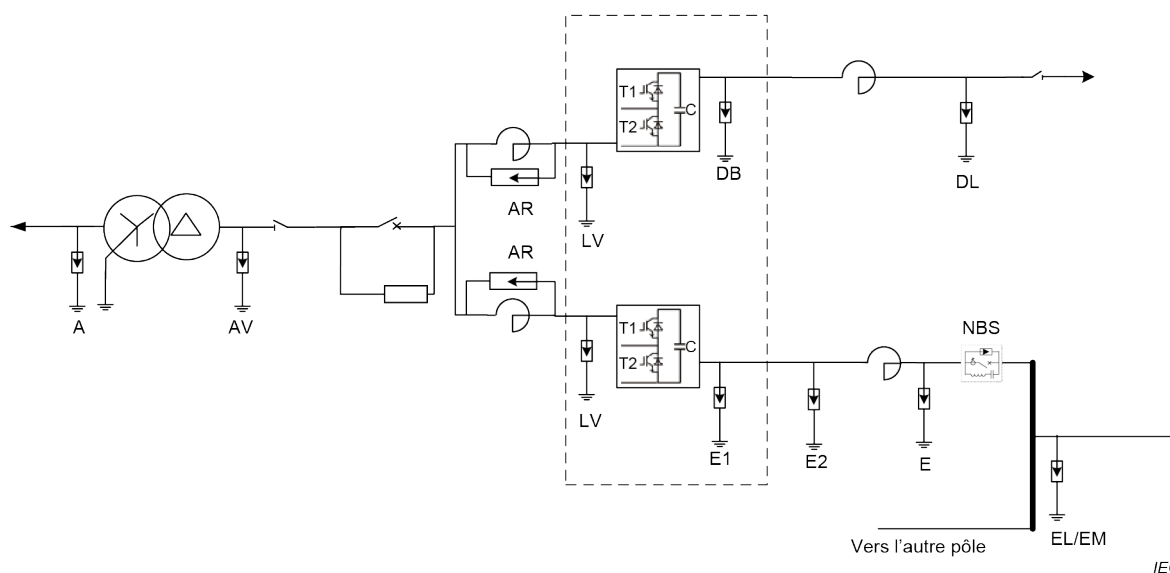 T1
T2
C
DB
DL
AR
LV
AR
A
AV
T1
T2
C
NBS
LV
E1
E2
E
Vers l'autre pôle
EL/EM